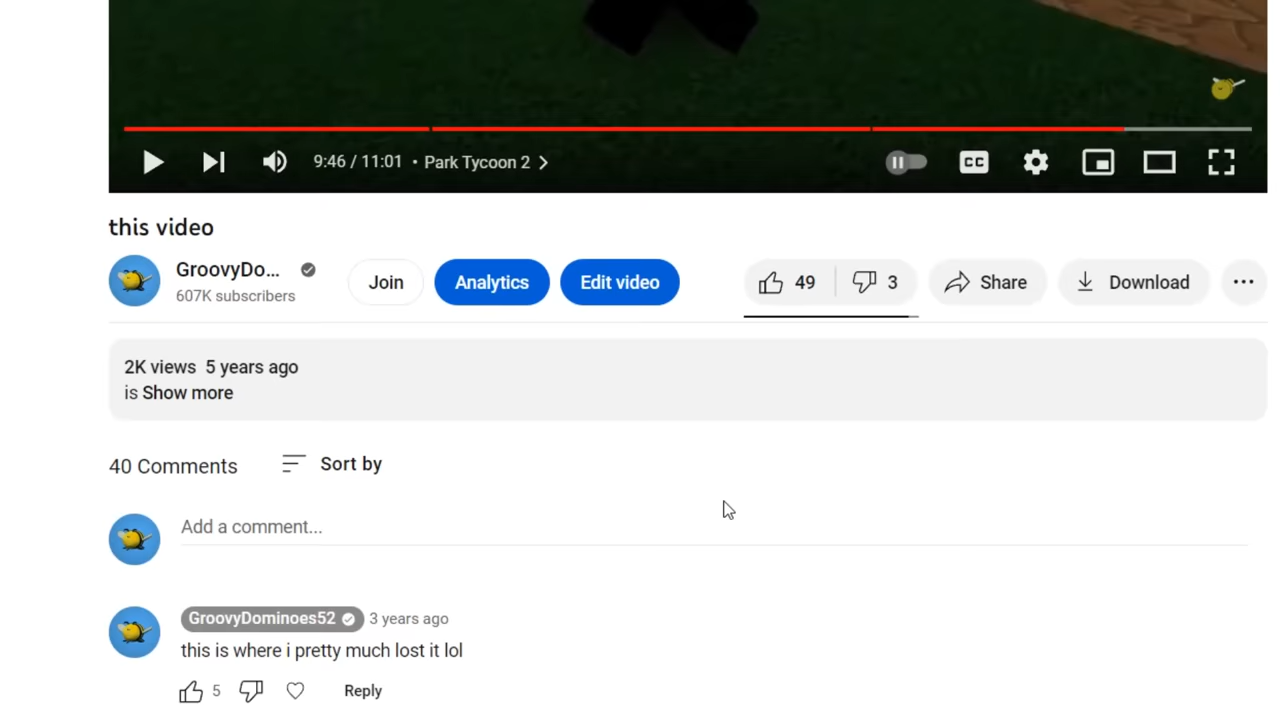 9:46 / 11:01 • Park Tycoon 2
CC
this video
GroovyDo...
607K subscribers
Join
Analytics
Edit video
49
3
Share
Download
2K views 5 years ago
is Show more
40 Comments
Sort by
Add a comment...
GroovyDominoes52 3 years ago
this is where i pretty much lost it lol
5
Reply